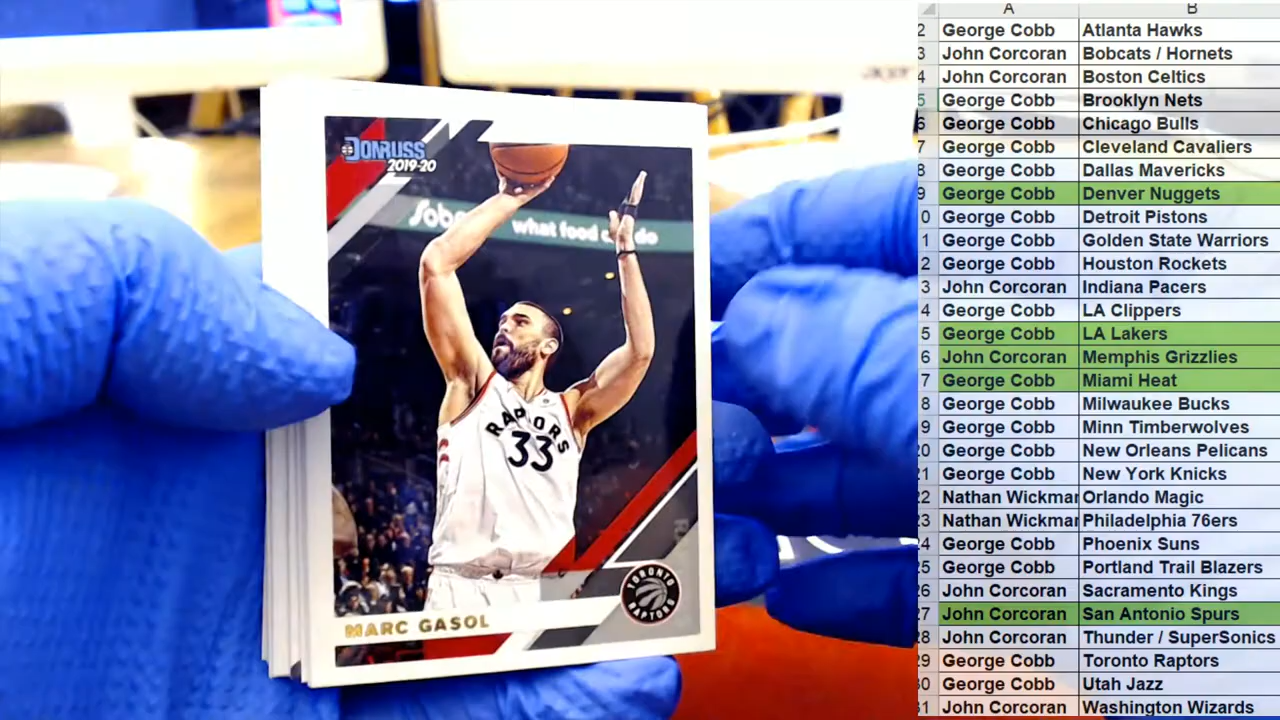 DONRUSS
2019-20
what food
do
RAPTORS
33
TORONTO
RAPTORS
MARC GASOL
A B
2 George Cobb Atlanta Hawks
3 John Corcoran Bobcats / Hornets
4 John Corcoran Boston Celtics
5 George Cobb Brooklyn Nets
6 George Cobb Chicago Bulls
7 George Cobb Cleveland Cavaliers
8 George Cobb Dallas Mavericks
9 George Cobb Denver Nuggets
0 George Cobb Detroit Pistons
1 George Cobb Golden State Warriors
2 George Cobb Houston Rockets
3 John Corcoran Indiana Pacers
4 George Cobb LA Clippers
5 George Cobb LA Lakers
6 John Corcoran Memphis Grizzlies
7 George Cobb Miami Heat
8 George Cobb Milwaukee Bucks
9 George Cobb Minn Timberwolves
20 George Cobb New Orleans Pelicans
21 George Cobb New York Knicks
22 Nathan Wickmar Orlando Magic
23 Nathan Wickmar Philadelphia 76ers
24 George Cobb Phoenix Suns
25 George Cobb Portland Trail Blazers
26 John Corcoran Sacramento Kings
27 John Corcoran San Antonio Spurs
28 John Corcoran Thunder / SuperSonics
29 George Cobb Toronto Raptors
30 George Cobb Utah Jazz
31 John Corcoran Washington Wizards